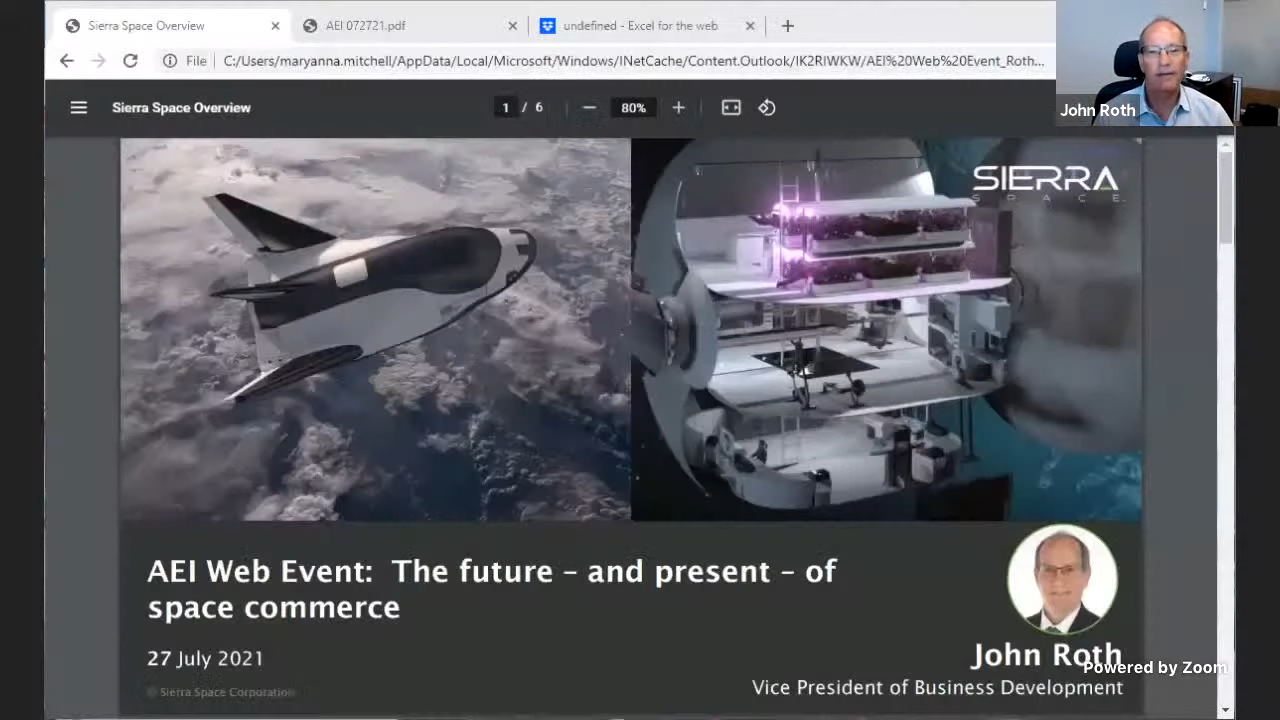 Sierra Space Overview
AEI 072721.pdf
undefined - Excel for the web
File
C:/Users/maryanna.mitchell/AppData/Local/Microsoft/Windows/INetCache/Content.Outlook/IK2RIWKW/AEI%20Web%20Event_Roth...
John Roth
Sierra Space Overview
1 / 6
80%
SIERRA
SPACE
AEI Web Event: The future – and present – of
space commerce
27 July 2021
© Sierra Space Corporation
John Roth
Powered by Zoom
Vice President of Business Development